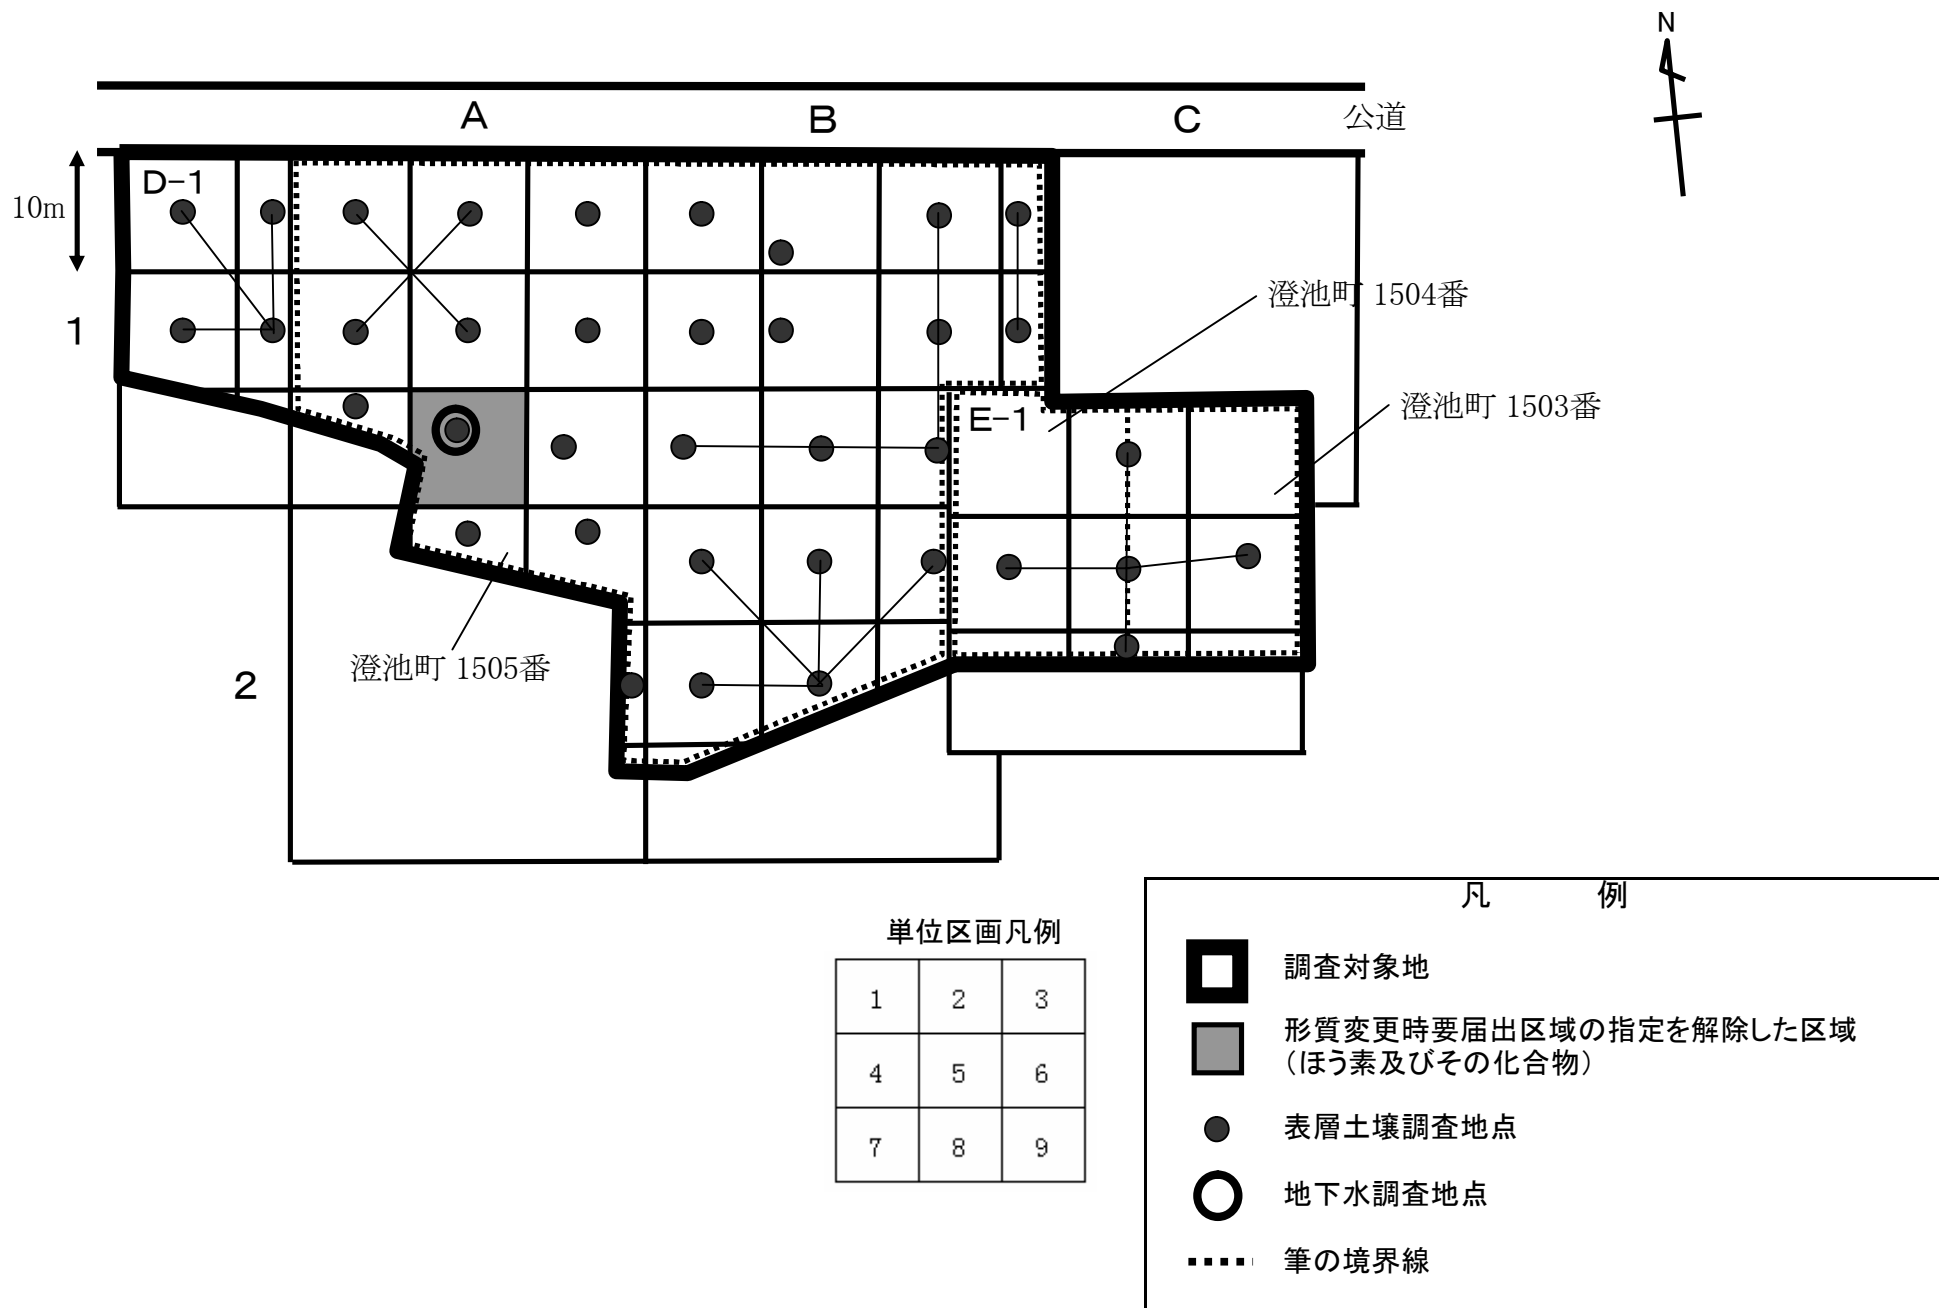 N
A
B
C
公道
D-1
10m
1
澄池町 1504番
澄池町 1503番
E-1
澄池町 1505番
2
凡 例
単位区画凡例
1 2 3
4 5 6
7 8 9
調査対象地
形質変更時要届出区域の指定を解除した区域
（ほう素及びその化合物）
表層土壌調査地点
地下水調査地点
筆の境界線